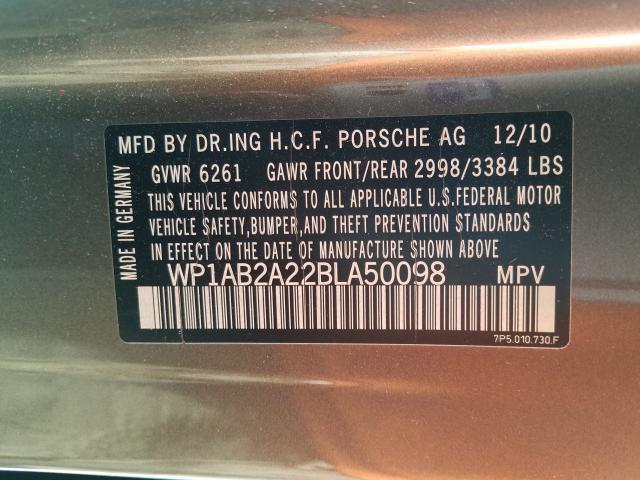 MFD BY DR.ING H.C.F. PORSCHE AG 12/10
GVWR 6261 GAWR FRONT/REAR 2998/3384 LBS
THIS VEHICLE CONFORMS TO ALL APPLICABLE U.S.FEDERAL MOTOR
VEHICLE SAFETY,BUMPER,AND THEFT PREVENTION STANDARDS
IN EFFECT ON THE DATE OF MANUFACTURE SHOWN ABOVE.
WP1AB2A22BLA50098 MPV
7P5.010.730.F
MADE IN GERMANY